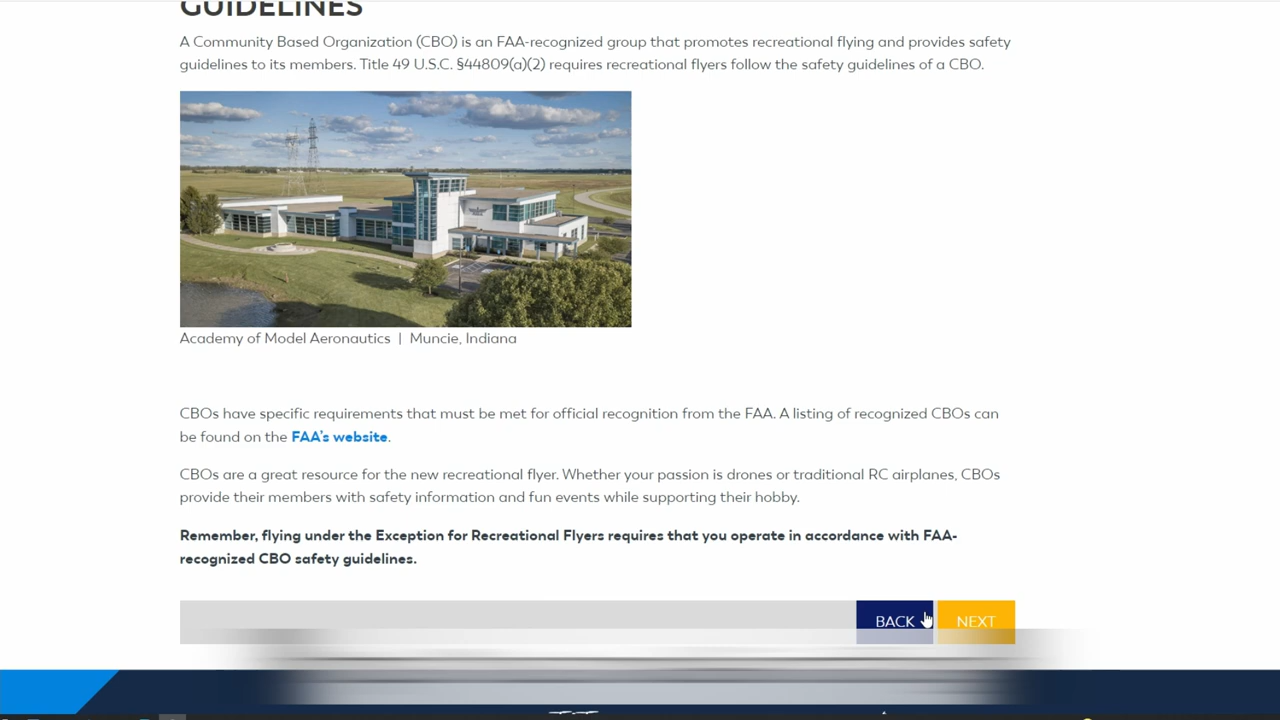 GUIDELINES
A Community Based Organization (CBO) is an FAA-recognized group that promotes recreational flying and provides safety
guidelines to its members. Title 49 U.S.C. §44809(a)(2) requires recreational flyers follow the safety guidelines of a CBO.
Academy of Model Aeronautics | Muncie, Indiana
CBOs have specific requirements that must be met for official recognition from the FAA. A listing of recognized CBOs can
be found on the FAA's website.
CBOs are a great resource for the new recreational flyer. Whether your passion is drones or traditional RC airplanes, CBOs
provide their members with safety information and fun events while supporting their hobby.
Remember, flying under the Exception for Recreational Flyers requires that you operate in accordance with FAA-
recognized CBO safety guidelines.
BACK NEXT